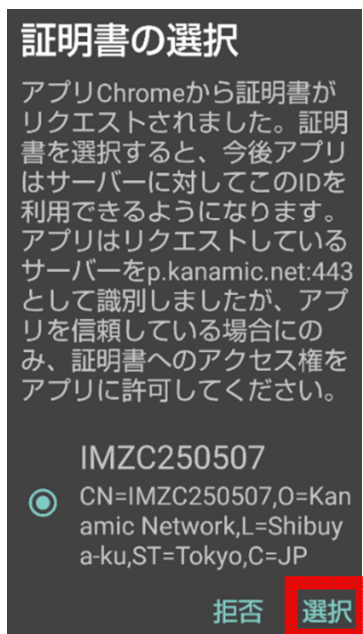 証明書の選択
アプリChromeから証明書が
リクエストされました。証明
書を選択すると、今後アプリ
はサーバーに対してこのIDを
利用できるようになります。
アプリはリクエストしている
サーバーをp.kanamic.net:443
として識別しましたが、アプ
リを信頼している場合にの
み、証明書へのアクセス権を
アプリに許可してください。
IMZC250507
CN=IMZC250507,O=Kan
amic Network,L=Shibuy
a-ku,ST=Tokyo,C=JP
拒否 選択